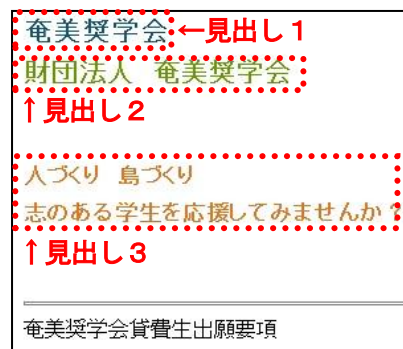 奄美奨学会←見出し1
財団法人 奄美奨学会
↑見出し2
人づくり 島づくり
志のある学生を応援してみませんか?
↑見出し3
奄美奨学会貸費生出願要項